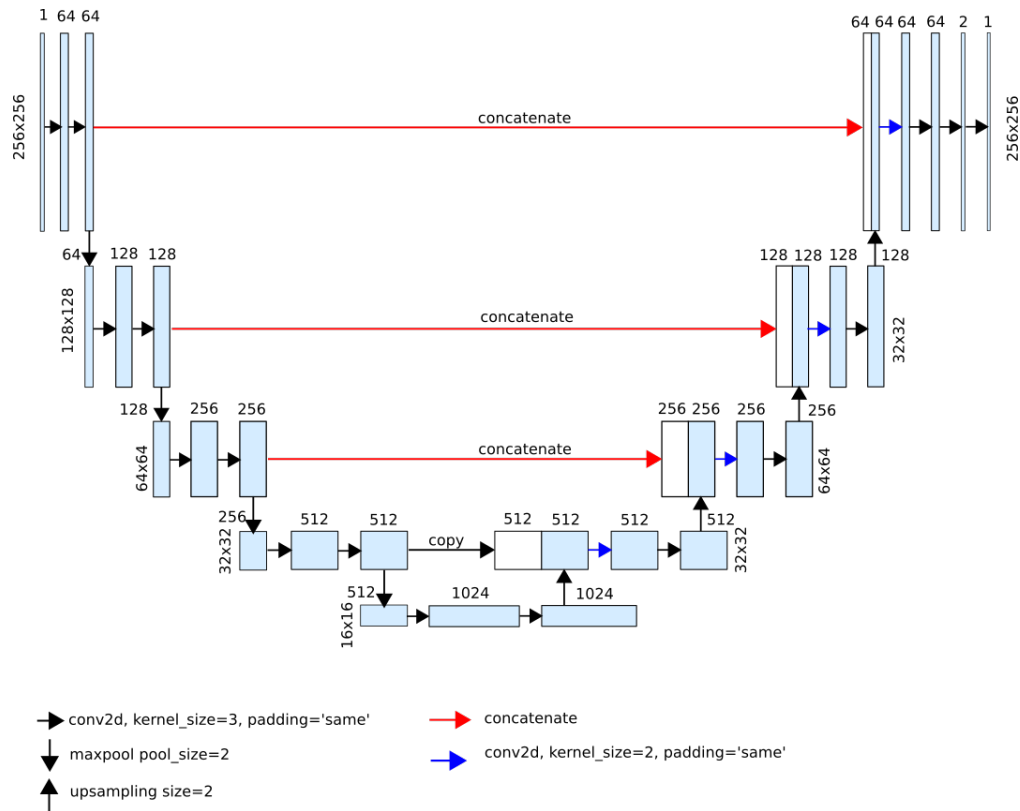 1 64 64
64 64 64 64 2 1
256x256
concatenate
256x256
64 128 128
128 128 128 128
128x128
concatenate
32x32
128 256 256
256 256 256 256
64x64
concatenate
64x64
256 512 512
512 512 512 512
32x32
copy
32x32
512 1024 1024
16x16
conv2d, kernel_size=3, padding='same'
concatenate
maxpool pool_size=2
conv2d, kernel_size=2, padding='same'
upsampling size=2